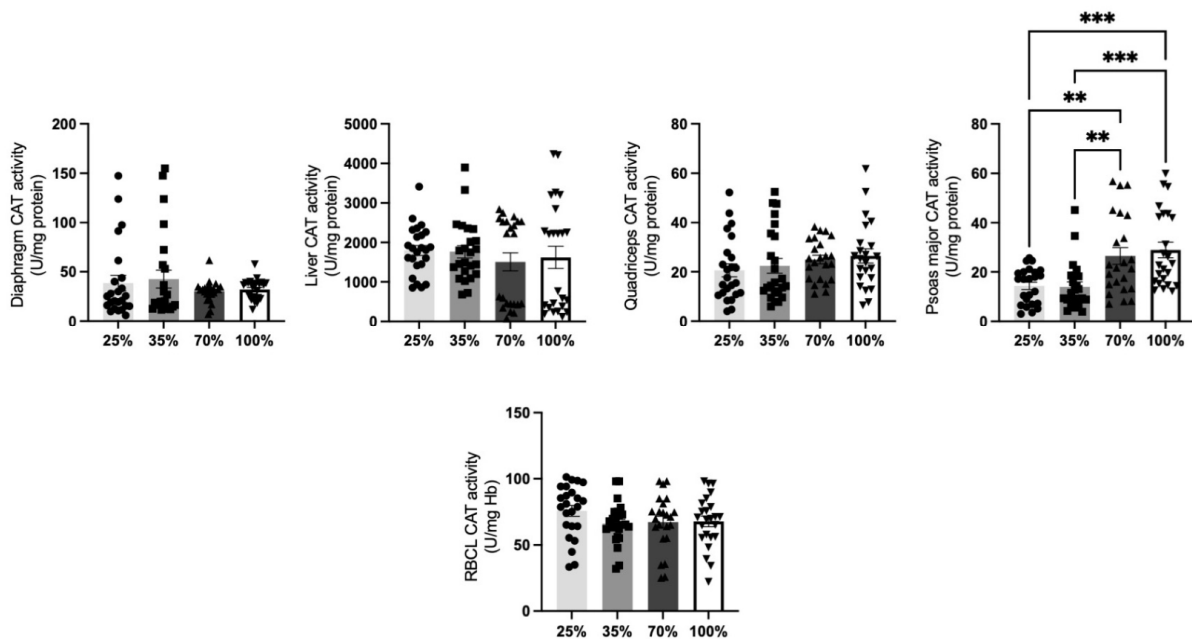 ***
***
**
**
Diaphragm CAT activity
(U/mg protein)
200
150
100
50
0
25% 35% 70% 100%
Liver CAT activity
(U/mg protein)
5000
4000
3000
2000
1000
0
25% 35% 70% 100%
Quadriceps CAT activity
(U/mg protein)
80
60
40
20
0
25% 35% 70% 100%
Psoas major CAT activity
(U/mg protein)
80
60
40
20
0
25% 35% 70% 100%
RBCL CAT activity
(U/mg Hb)
150
100
50
0
25% 35% 70% 100%